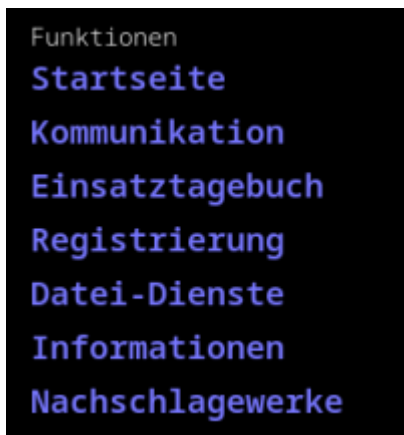 Funktionen
Startseite
Kommunikation
Einsatztagebuch
Registrierung
Datei-Dienste
Informationen
Nachschlagewerke